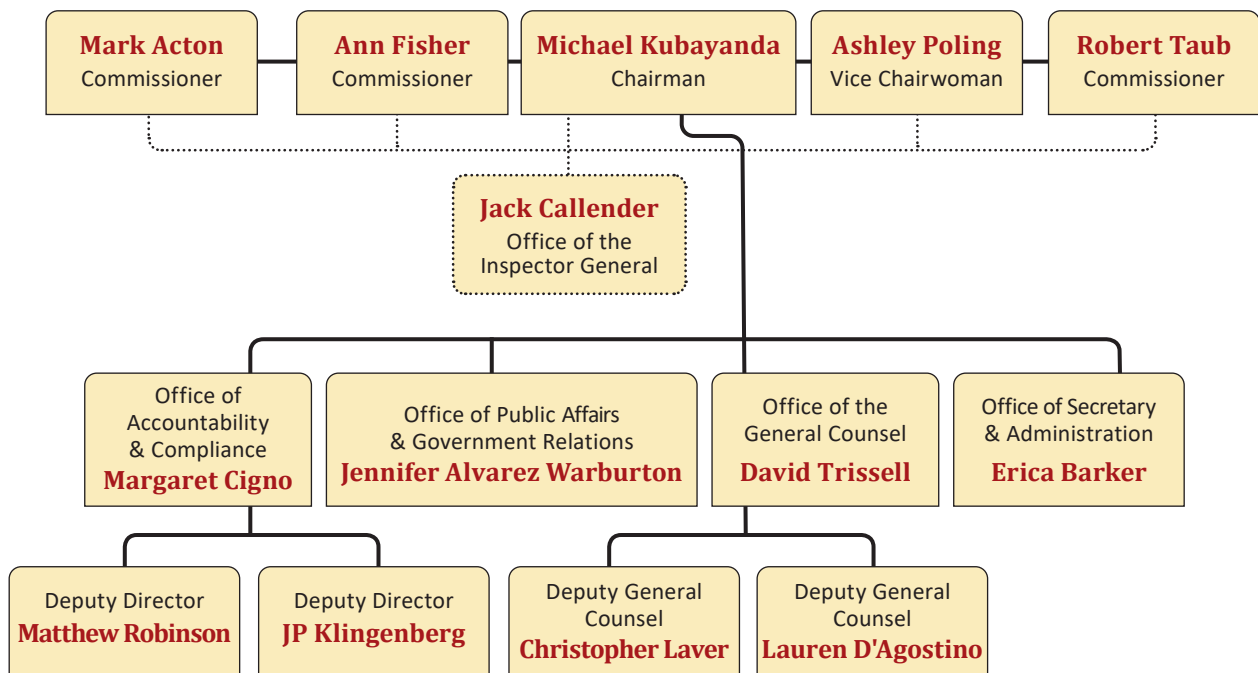 Mark Acton
Commissioner
Ann Fisher
Commissioner
Michael Kubayanda
Chairman
Ashley Poling
Vice Chairwoman
Robert Taub
Commissioner
Jack Callender
Office of the
Inspector General
Office of
Accountability
& Compliance
Margaret Cigno
Office of Public Affairs
& Government Relations
Jennifer Alvarez Warburton
Office of the
General Counsel
David Trissell
Office of Secretary
& Administration
Erica Barker
Deputy Director
Matthew Robinson
Deputy Director
JP Klingenberg
Deputy General
Counsel
Christopher Laver
Deputy General
Counsel
Lauren D'Agostino